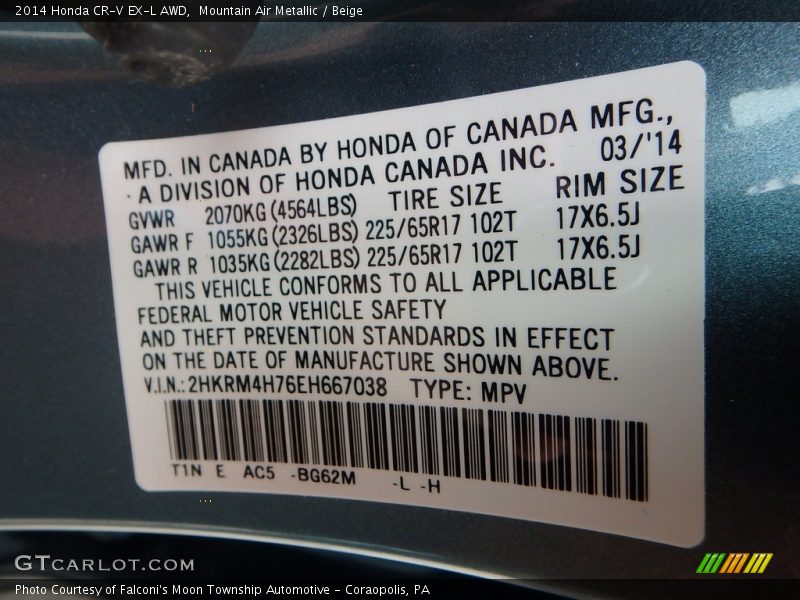 2014 Honda CR-V EX-L AWD,  Mountain Air Metallic / Beige
MFD. IN CANADA BY HONDA OF CANADA MFG.,
A DIVISION OF HONDA CANADA INC. 03/'14
GVWR 2070KG (4564LBS) TIRE SIZE RIM SIZE
GAWR F 1055KG (2326LBS) 225/65R17 102T 17X6.5J
GAWR R 1035KG (2282LBS) 225/65R17 102T 17X6.5J
THIS VEHICLE CONFORMS TO ALL APPLICABLE
FEDERAL MOTOR VEHICLE SAFETY
AND THEFT PREVENTION STANDARDS IN EFFECT
ON THE DATE OF MANUFACTURE SHOWN ABOVE.
V.I.N.: 2HKRM4H76EH667038 TYPE: MPV
T1N E AC5 -BG62M -L -H
GTCARLOT.COM
Photo Courtesy of Falconi's Moon Township Automotive - Coraopolis, PA